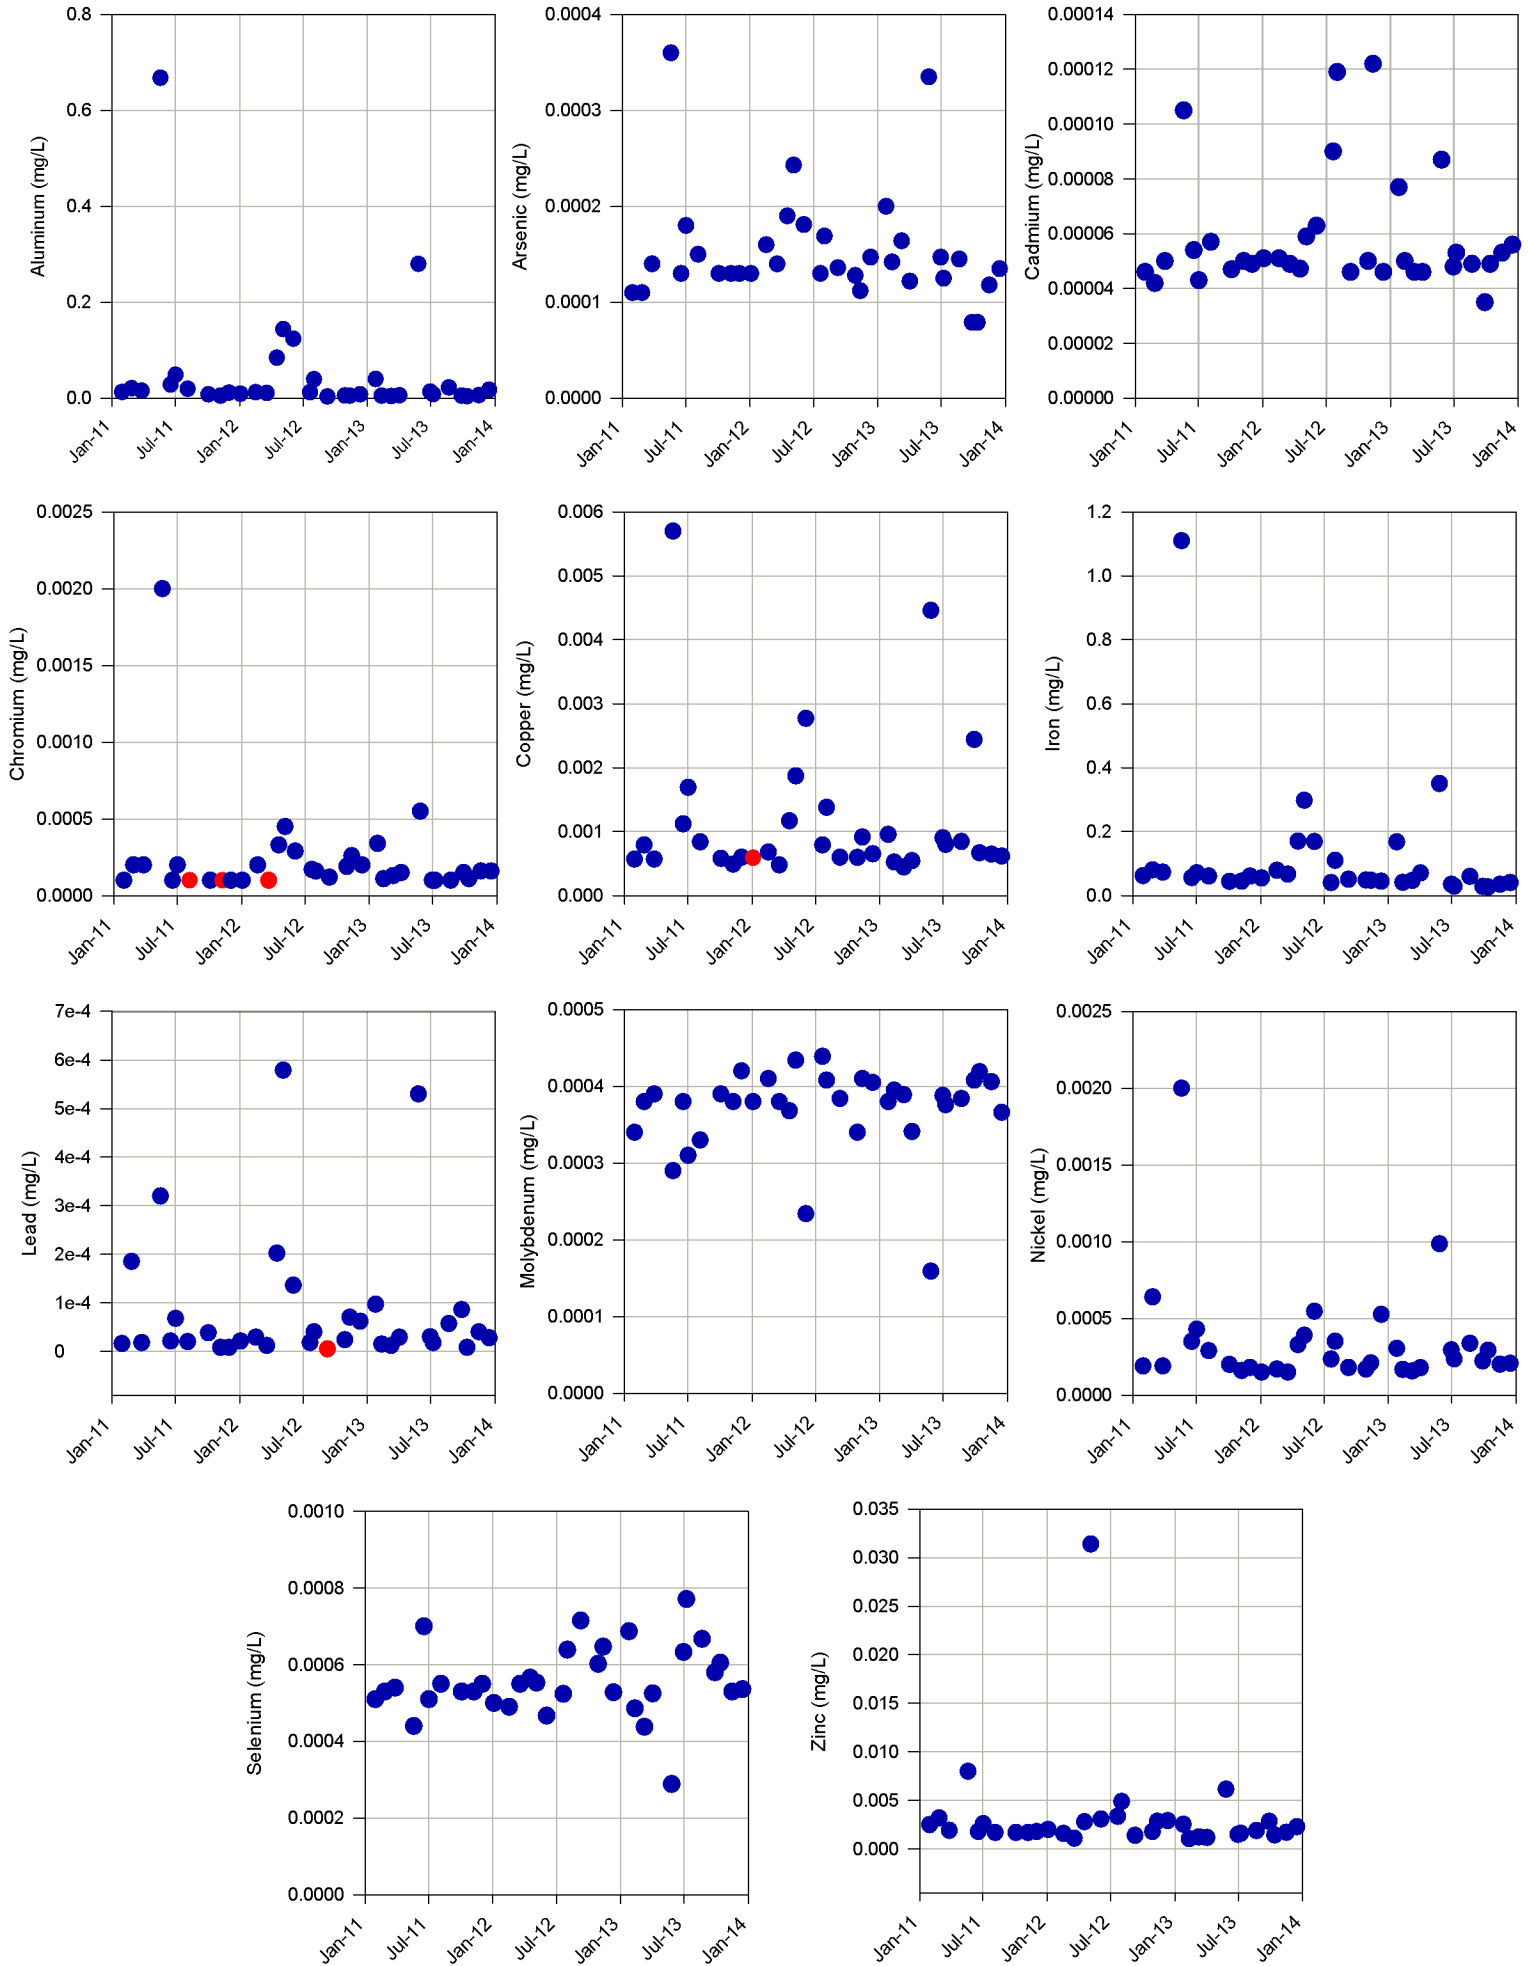 Aluminum (mg/L)
0.8
0.6
0.4
0.2
0.0
Jan-11 Jul-11 Jan-12 Jul-12 Jan-13 Jul-13 Jan-14
Arsenic (mg/L)
0.0004
0.0003
0.0002
0.0001
0.0000
Jan-11 Jul-11 Jan-12 Jul-12 Jan-13 Jul-13 Jan-14
Cadmium (mg/L)
0.00014
0.00012
0.00010
0.00008
0.00006
0.00004
0.00002
0.00000
Jan-11 Jul-11 Jan-12 Jul-12 Jan-13 Jul-13 Jan-14
Chromium (mg/L)
0.0025
0.0020
0.0015
0.0010
0.0005
0.0000
Jan-11 Jul-11 Jan-12 Jul-12 Jan-13 Jul-13 Jan-14
Copper (mg/L)
0.006
0.005
0.004
0.003
0.002
0.001
0.000
Jan-11 Jul-11 Jan-12 Jul-12 Jan-13 Jul-13 Jan-14
Iron (mg/L)
1.2
1.0
0.8
0.6
0.4
0.2
0.0
Jan-11 Jul-11 Jan-12 Jul-12 Jan-13 Jul-13 Jan-14
Lead (mg/L)
7e-4
6e-4
5e-4
4e-4
3e-4
2e-4
1e-4
0
Jan-11 Jul-11 Jan-12 Jul-12 Jan-13 Jul-13 Jan-14
Molybdenum (mg/L)
0.0005
0.0004
0.0003
0.0002
0.0001
0.0000
Jan-11 Jul-11 Jan-12 Jul-12 Jan-13 Jul-13 Jan-14
Nickel (mg/L)
0.0025
0.0020
0.0015
0.0010
0.0005
0.0000
Jan-11 Jul-11 Jan-12 Jul-12 Jan-13 Jul-13 Jan-14
Selenium (mg/L)
0.0010
0.0008
0.0006
0.0004
0.0002
0.0000
Jan-11 Jul-11 Jan-12 Jul-12 Jan-13 Jul-13 Jan-14
Zinc (mg/L)
0.035
0.030
0.025
0.020
0.015
0.010
0.005
0.000
Jan-11 Jul-11 Jan-12 Jul-12 Jan-13 Jul-13 Jan-14